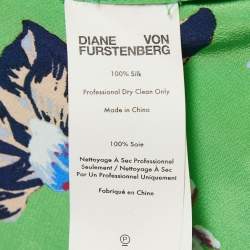 DIANE VON
FURSTENBERG
100% Silk
Professional Dry Clean Only
Made in China
100% Soie
Nettoyage À Sec Professionnel
Seulement / Nettoyage À Sec
Par Un Professionnel Uniquement
Fabriqué en Chine
P